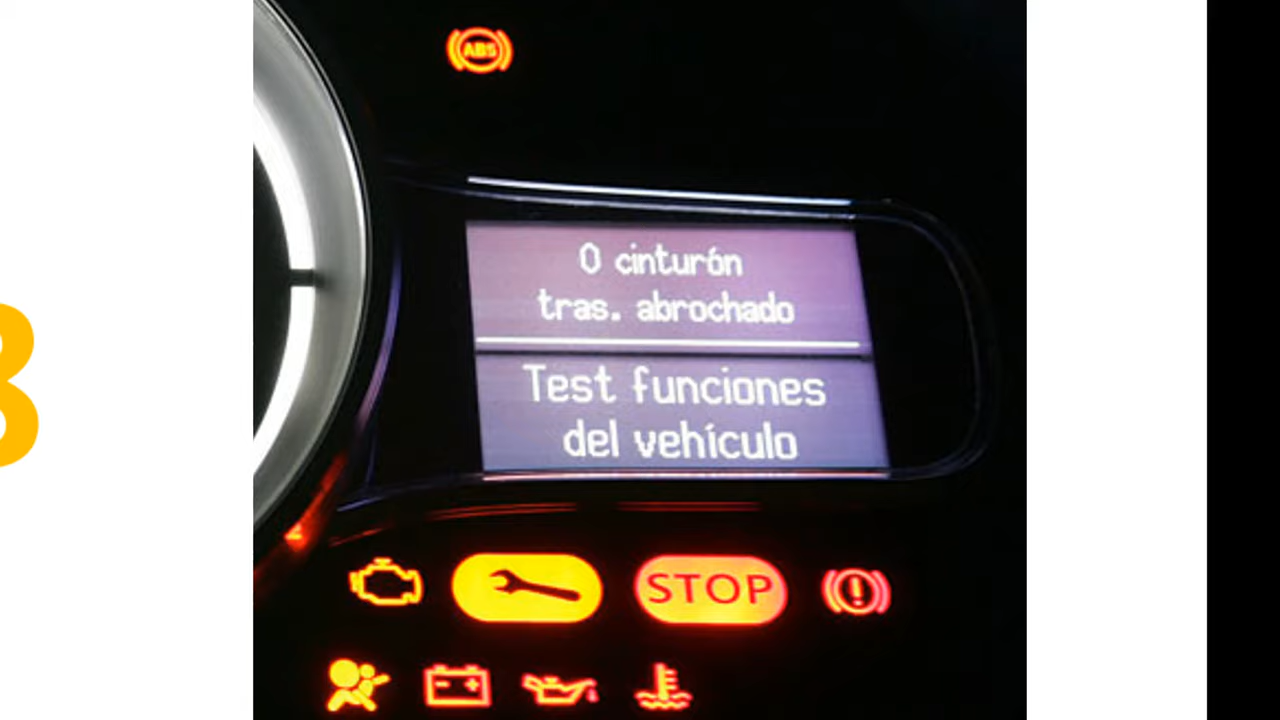 ABS
0 cinturón
tras. abrochado
Test funciones
del vehículo
STOP